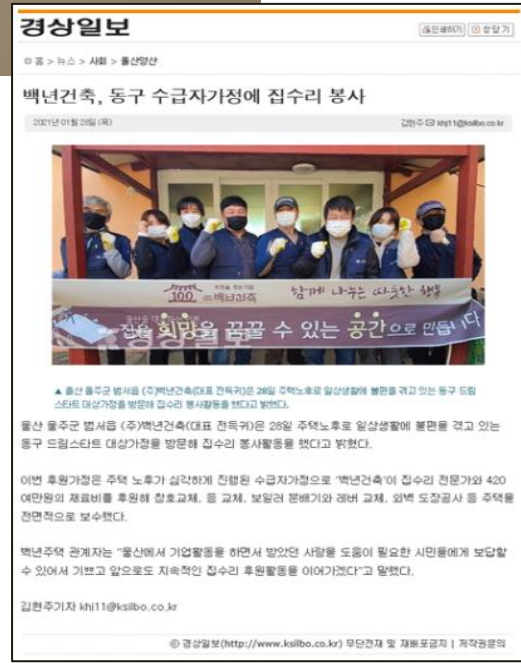 경상일보
인쇄하기 창닫기
홈 > 뉴스 > 사회 > 울산양산
백년건축, 동구 수급자가정에 집수리 봉사
2021년 01월 28일 (목) 김현주 khj11@ksilbo.co.kr
100 ㈜백년건축 함께 나누는 따뜻한 행복
집을 희망을 꿈꿀 수 있는 공간으로 만듭니다
경상일보
▲ 울산 울주군 범서읍 (주)백년건축(대표 전득귀)은 28일 주택노후로 일상생활에 불편을 겪고 있는 동구 드림
스타트 대상가정을 방문해 집수리 봉사활동을 했다고 밝혔다.
울산 울주군 범서읍 (주)백년건축(대표 전득귀)은 28일 주택노후로 일상생활에 불편을 겪고 있는
동구 드림스타트 대상가정을 방문해 집수리 봉사활동을 했다고 밝혔다.
이번 후원가정은 주택 노후가 심각하게 진행된 수급자가정으로 '백년건축'이 집수리 전문가와 420
여만원의 재료비를 후원해 창호교체, 등 교체, 보일러 분배기와 레버 교체, 외벽 도장공사 등 주택을
전면적으로 보수했다.
백년주택 관계자는 "울산에서 기업활동을 하면서 받았던 사랑을 도움이 필요한 시민들에게 보답할
수 있어서 기쁘고 앞으로도 지속적인 집수리 후원활동을 이어가겠다"고 말했다.
김현주기자 khj11@ksilbo.co.kr
ⓒ 경상일보(http://www.ksilbo.co.kr) 무단전재 및 재배포금지 | 저작권문의